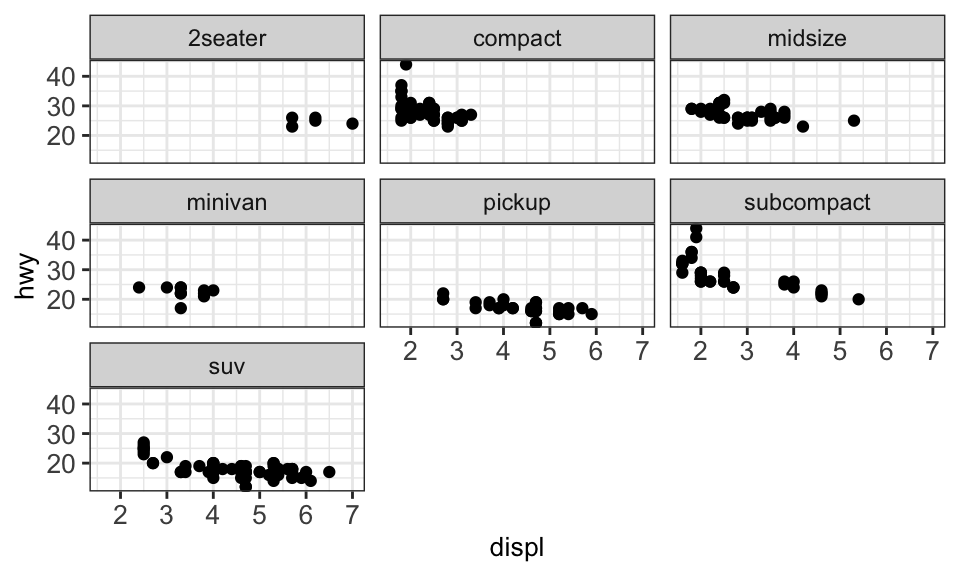 2seater compact midsize
40
30
20
minivan pickup subcompact
40
30
20
2 3 4 5 6 7 2 3 4 5 6 7
suv
40
30
20
2 3 4 5 6 7
hwy
displ